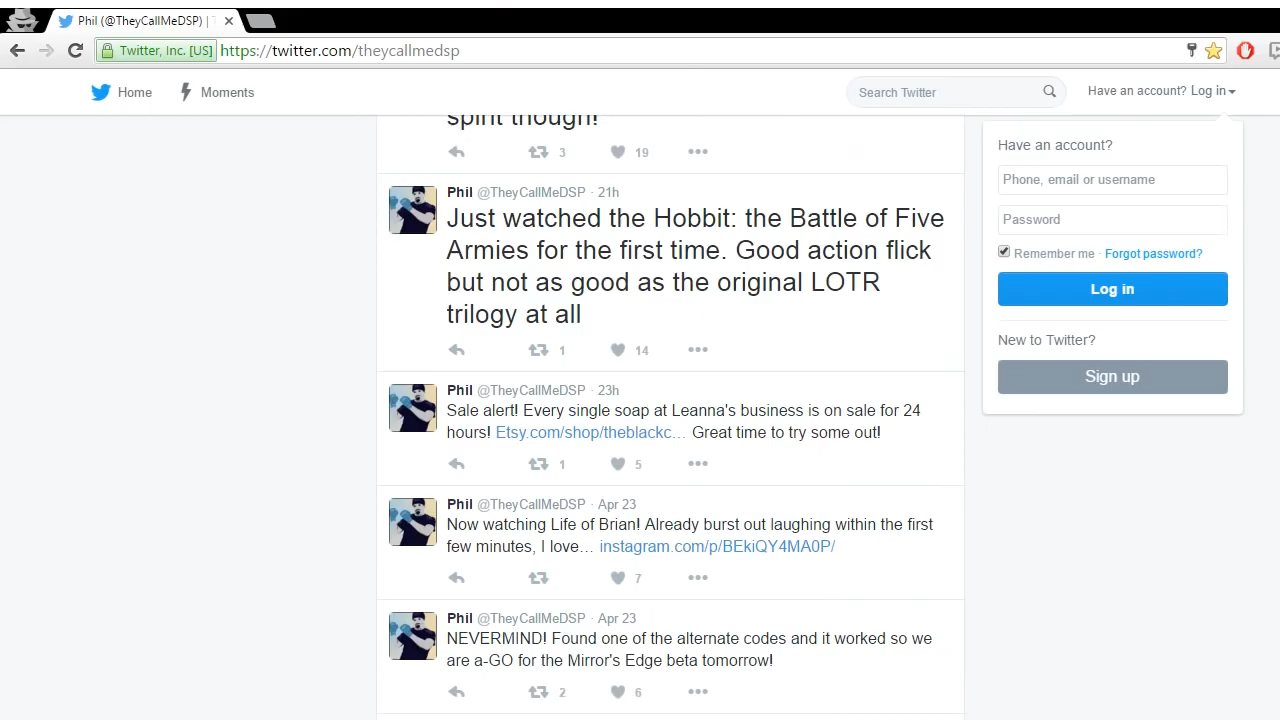 Phil (@TheyCallMeDSP) |
Twitter, Inc. [US] https://twitter.com/theycallmedsp
Home Moments Search Twitter Have an account? Log in
spirit though!
3 19
Phil @TheyCallMeDSP · 21h
Just watched the Hobbit: the Battle of Five
Armies for the first time. Good action flick
but not as good as the original LOTR
trilogy at all
1 14
Phil @TheyCallMeDSP · 23h
Sale alert! Every single soap at Leanna's business is on sale for 24
hours! Etsy.com/shop/theblackc... Great time to try some out!
1 5
Phil @TheyCallMeDSP · Apr 23
Now watching Life of Brian! Already burst out laughing within the first
few minutes, I love... instagram.com/p/BEkiQY4MA0P/
7
Phil @TheyCallMeDSP · Apr 23
NEVERMIND! Found one of the alternate codes and it worked so we
are a-GO for the Mirror's Edge beta tomorrow!
2 6
Have an account?
Phone, email or username
Password
Remember me · Forgot password?
Log in
New to Twitter?
Sign up